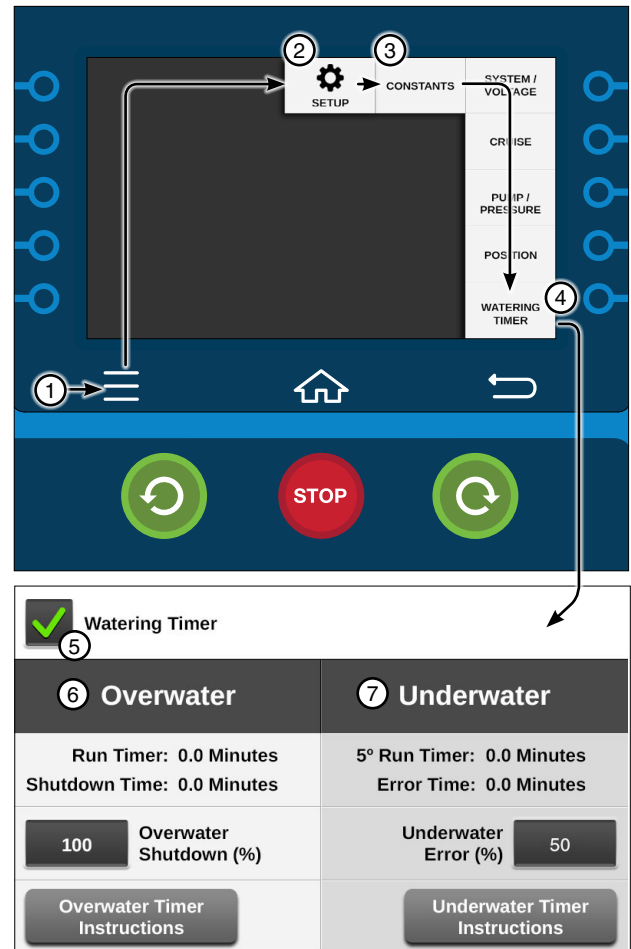 2
3
SETUP
CONSTANTS
SYSTEM /
VOLTAGE
CRUISE
PUMP /
PRESSURE
POSITION
WATERING
TIMER
4
1
STOP
Watering Timer
5
6 Overwater
7 Underwater
Run Timer: 0.0 Minutes
Shutdown Time: 0.0 Minutes
5º Run Timer: 0.0 Minutes
Error Time: 0.0 Minutes
100
Overwater
Shutdown (%)
Underwater
Error (%)
50
Overwater Timer
Instructions
Underwater Timer
Instructions